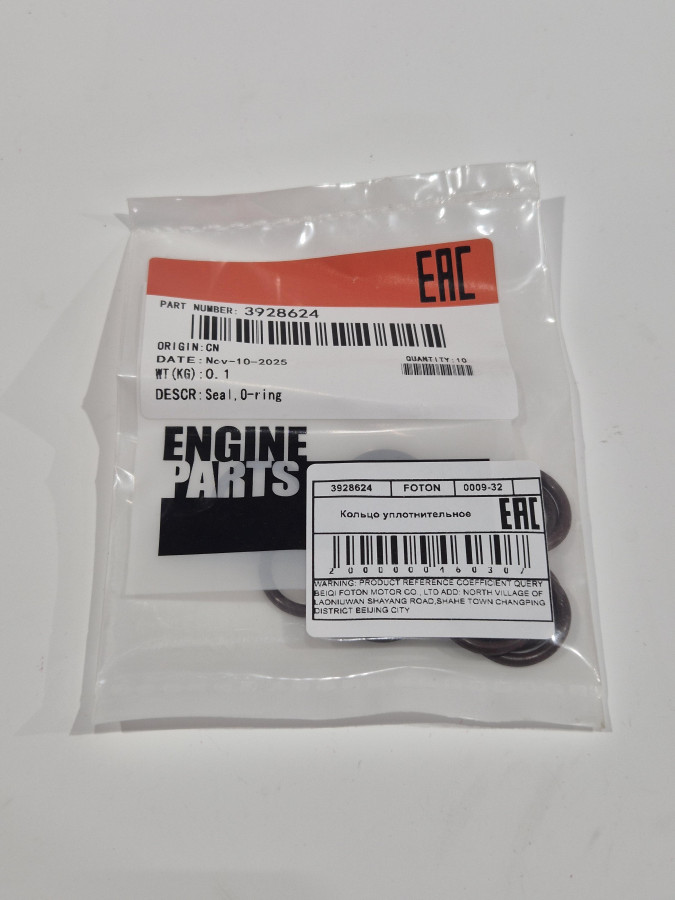 EAC
PART NUMBER: 3928624
ORIGIN:CN
DATE:Nov-10-2025
QUANTITY:10
WT(KG):0.1
DESCR:Seal,O-ring
ENGINE
PARTS
3928624 FOTON 0009-32
Кольцо уплотнительное
EAC
2000000460307
WARNING: PRODUCT REFERENCE COEFFICIENT QUERY
BEIQI FOTON MOTOR CO., LTD ADD: NORTH VILLAGE OF
LAONIUWAN SHAYANG ROAD,SHAHE TOWN CHANGPING
DISTRICT BEIJING CITY